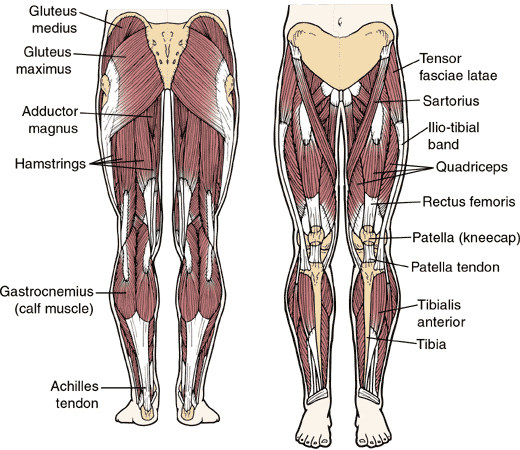 Gluteus
medius
Gluteus
maximus
Adductor
magnus
Hamstrings
Gastrocnemius
(calf muscle)
Achilles
tendon
Tensor
fasciae latae
Sartorius
Ilio-tibial
band
Quadriceps
Rectus femoris
Patella (kneecap)
Patella tendon
Tibialis
anterior
Tibia